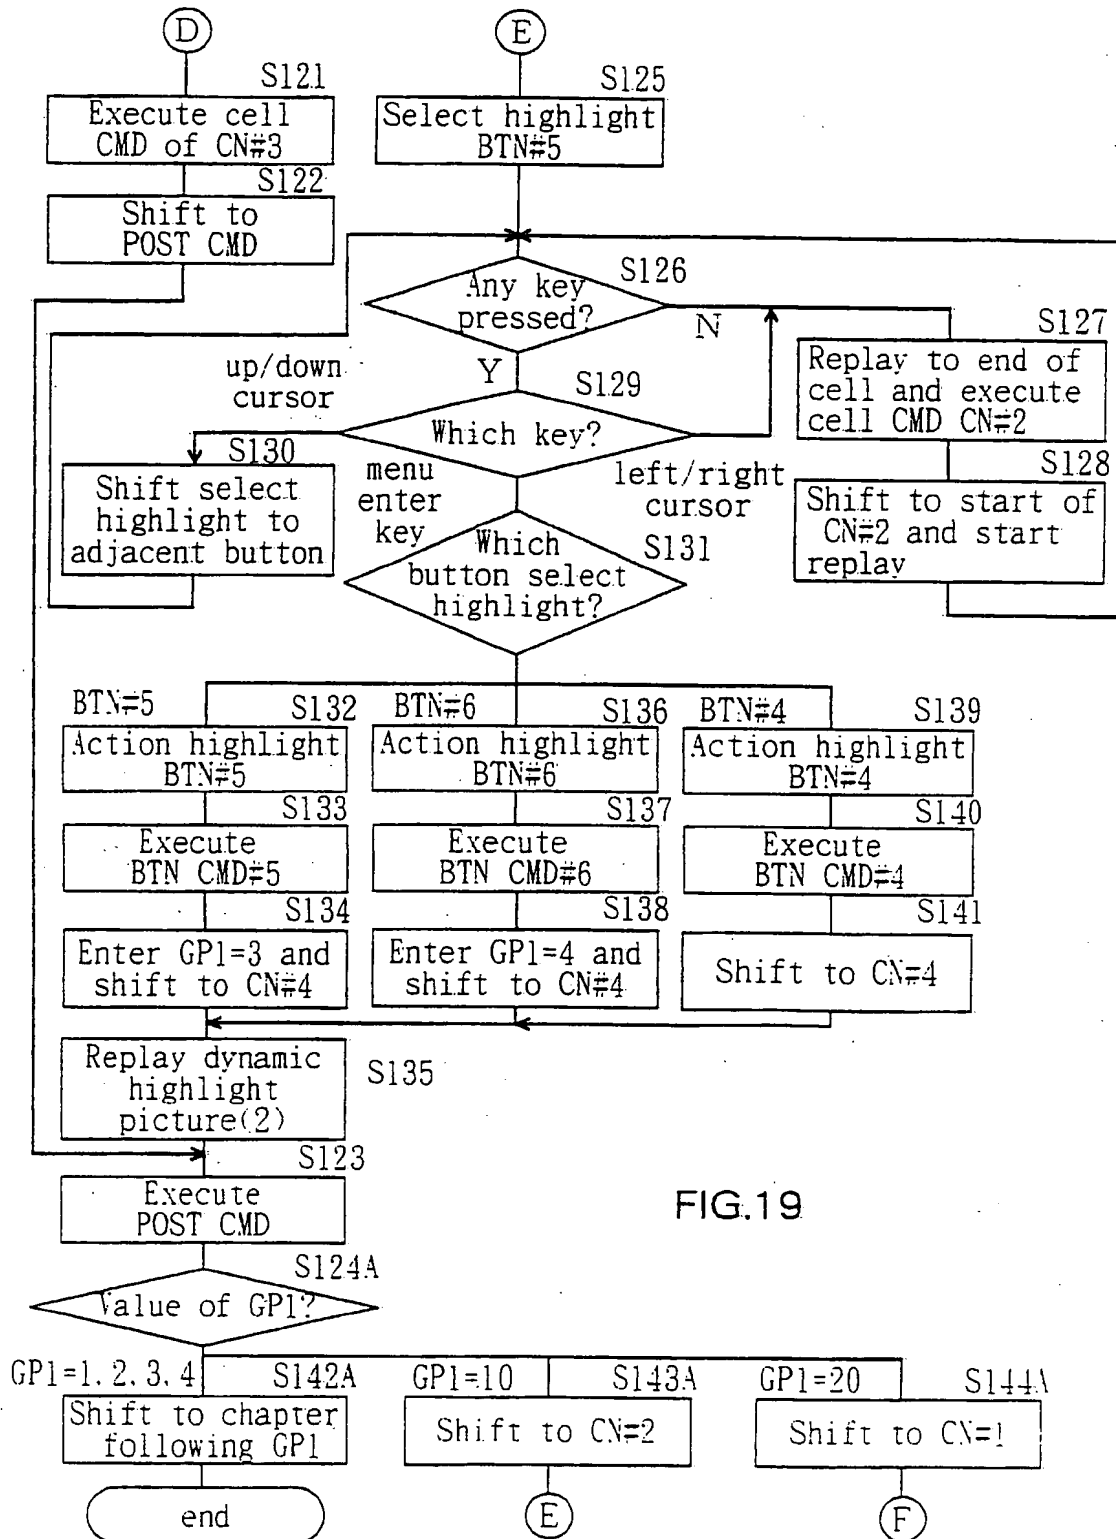 D
E
S121
Execute cell
CMD of CN#3
S125
Select highlight
BTN#5
S122
Shift to
POST CMD
S126
Any key
pressed?
N
Y
S127
Replay to end of
cell and execute
cell CMD CN#2
up/down
cursor
S129
Which key?
S130
Shift select
highlight to
adjacent button
menu
enter
key
left/right
cursor
S128
Shift to start of
CN#2 and start
replay
S131
Which
button select
highlight?
BTN#5
S132
Action highlight
BTN#5
S133
Execute
BTN CMD#5
S134
Enter GP1=3 and
shift to CN#4
BTN#6
S136
Action highlight
BTN#6
S137
Execute
BTN CMD#6
S138
Enter GP1=4 and
shift to CN#4
BTN#4
S139
Action highlight
BTN#4
S140
Execute
BTN CMD#4
S141
Shift to CN#4
Replay dynamic
highlight
picture(2)
S135
S123
Execute
POST CMD
FIG.19
S124A
Value of GP1?
GP1=1, 2, 3, 4
S142A
Shift to chapter
following GP1
end
GP1=10
S143A
Shift to CN=2
E
GP1=20
S144A
Shift to CN=1
F